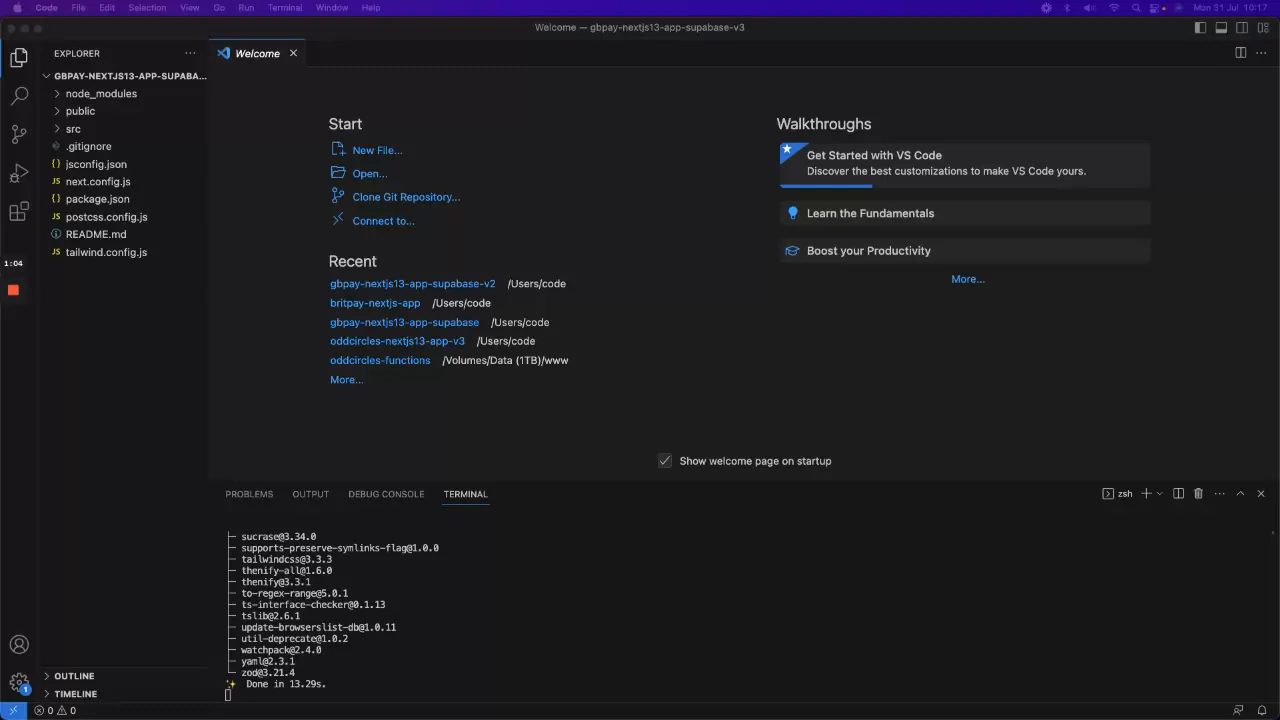 Code File Edit Selection View Go Run Terminal Window Help Mon 31 Jul 10:17
Welcome — gbpay-nextjs13-app-supabase-v3
EXPLORER
Welcome
GBPAY-NEXTJS13-APP-SUPABA...
node_modules
public
src
.gitignore
{} jsconfig.json
JS next.config.js
{} package.json
JS postcss.config.js
README.md
JS tailwind.config.js
1:04
Start
New File...
Open...
Clone Git Repository...
Connect to...
Recent
gbpay-nextjs13-app-supabase-v2 /Users/code
britpay-nextjs-app /Users/code
gbpay-nextjs13-app-supabase /Users/code
oddcircles-nextjs13-app-v3 /Users/code
oddcircles-functions /Volumes/Data (1TB)/www
More...
Walkthroughs
Get Started with VS Code
Discover the best customizations to make VS Code yours.
Learn the Fundamentals
Boost your Productivity
More...
Show welcome page on startup
PROBLEMS OUTPUT DEBUG CONSOLE TERMINAL
zsh
├─ sucrase@3.34.0
├─ supports-preserve-symlinks-flag@1.0.0
├─ tailwindcss@3.3.3
├─ thenify-all@1.6.0
├─ thenify@3.3.1
├─ to-regex-range@5.0.1
├─ ts-interface-checker@0.1.13
├─ tslib@2.6.1
├─ update-browserslist-db@1.0.11
├─ util-deprecate@1.0.2
├─ watchpack@2.4.0
├─ yaml@2.3.1
└─ zod@3.21.4
✨ Done in 13.29s.
OUTLINE
TIMELINE
1
0 0